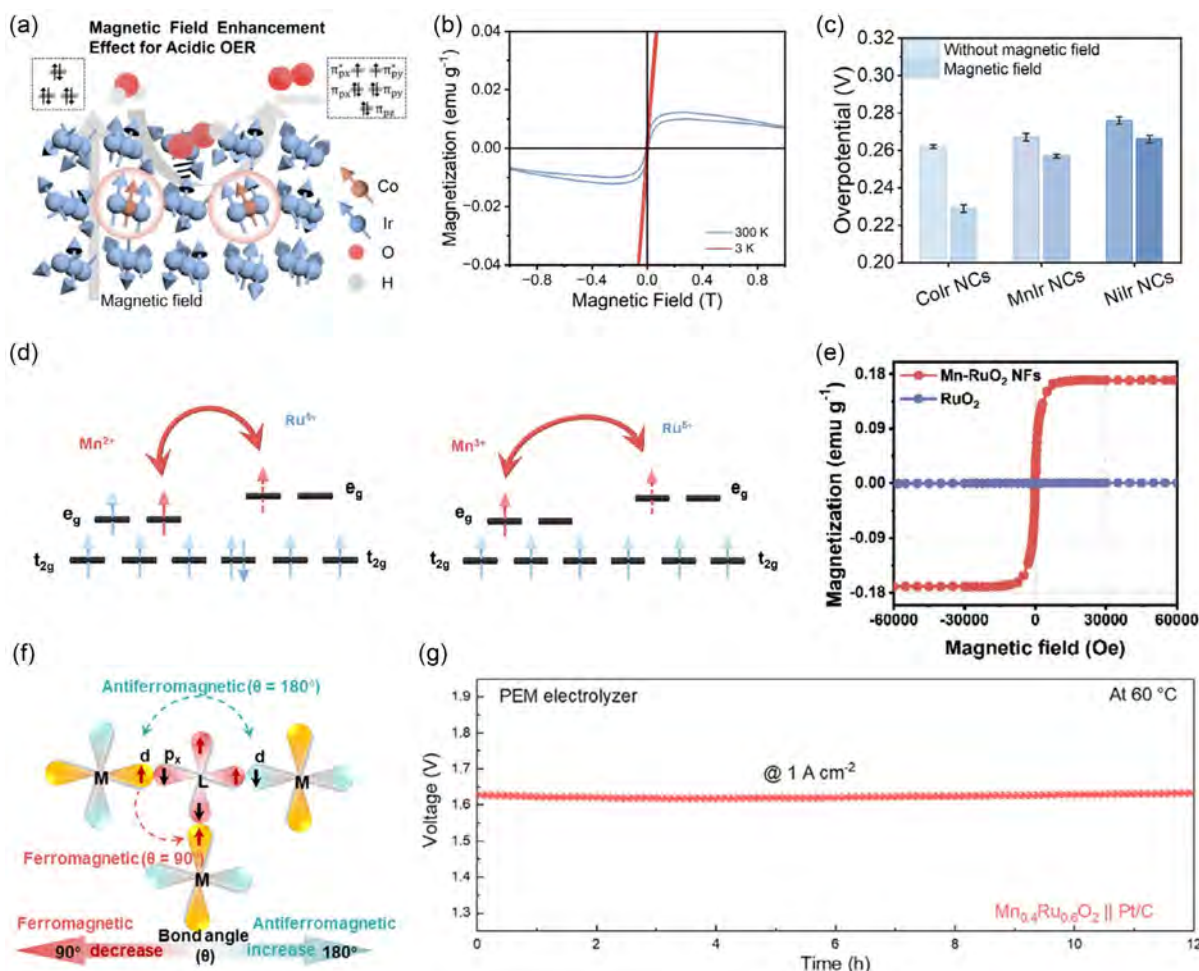 (a)
Magnetic Field Enhancement
Effect for Acidic OER
π*px π*py
πpx πpy
πpz
Co
Ir
O
H
Magnetic field
(b)
Magnetization (emu g⁻¹)
0.04
0.02
0.00
−0.02
−0.04
300 K
3 K
−0.8 −0.4 0.0 0.4 0.8
Magnetic Field (T)
(c)
Overpotential (V)
0.32
0.30
0.28
0.26
0.24
0.22
0.20
Without magnetic field
Magnetic field
CoIr NCs MnIr NCs NiIr NCs
(d)
Mn²⁺
eg
eg
t2g
t2g
Mn³⁺
eg
eg
t2g
t2g
(e)
Magnetization (emu g⁻¹)
0.18
0.09
0.00
-0.09
-0.18
Mn-RuO₂ NFs
RuO₂
-60000 -30000 0 30000 60000
Magnetic field (Oe)
(f)
Antiferromagnetic (θ = 180°)
d px d
M L M
Ferromagnetic (θ = 90°)
M
Ferromagnetic Bond angle Antiferromagnetic
90° decrease (θ) increase 180°
(g)
Voltage (V)
1.9
1.8
1.7
1.6
1.5
1.4
1.3
PEM electrolyzer
At 60 °C
@ 1 A cm⁻²
Mn₀.₄Ru₀.₆O₂ || Pt/C
0 2 4 6 8 10 12
Time (h)